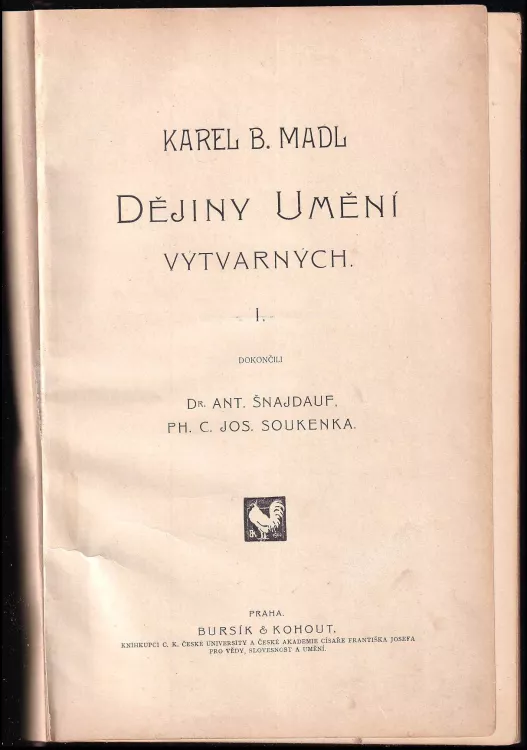 KAREL B. MADL
DĚJINY UMĚNÍ
VÝTVARNÝCH.
I.
DOKONČILI
DR. ANT. ŠNAJDAUF,
PH. C. JOS. SOUKENKA.
BK
PRAHA.
BURSÍK & KOHOUT,
KNIHKUPCI C. K. ČESKÉ UNIVERSITY A ČESKÉ AKADEMIE CÍSAŘE FRANTIŠKA JOSEFA
PRO VĚDY, SLOVESNOST A UMĚNÍ.